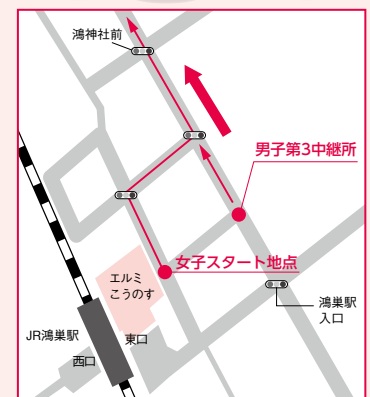 鴻神社前
男子第3中継所
女子スタート地点
エルミ
こうのす
鴻巣駅
入口
JR鴻巣駅
東口
西口